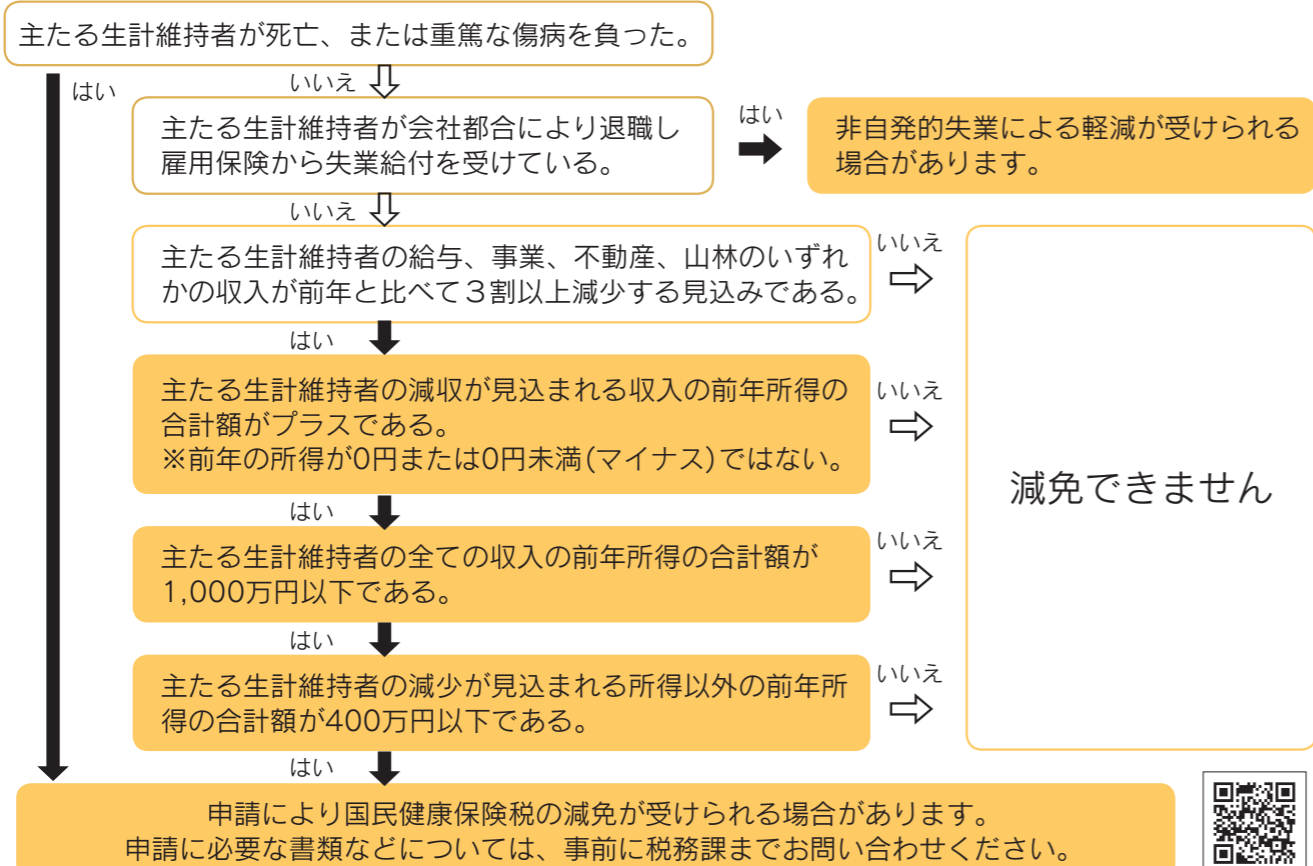 主たる生計維持者が死亡、または重篤な傷病を負った。
はい
いいえ
主たる生計維持者が会社都合により退職し
雇用保険から失業給付を受けている。
はい
非自発的失業による軽減が受けられる
場合があります。
いいえ
主たる生計維持者の給与、事業、不動産、山林のいずれ
かの収入が前年と比べて３割以上減少する見込みである。
いいえ
はい
主たる生計維持者の減収が見込まれる収入の前年所得の
合計額がプラスである。
※前年の所得が0円または0円未満(マイナス)ではない。
いいえ
減免できません
はい
主たる生計維持者の全ての収入の前年所得の合計額が
1,000万円以下である。
いいえ
はい
主たる生計維持者の減少が見込まれる所得以外の前年所
得の合計額が400万円以下である。
いいえ
はい
申請により国民健康保険税の減免が受けられる場合があります。
申請に必要な書類などについては、事前に税務課までお問い合わせください。